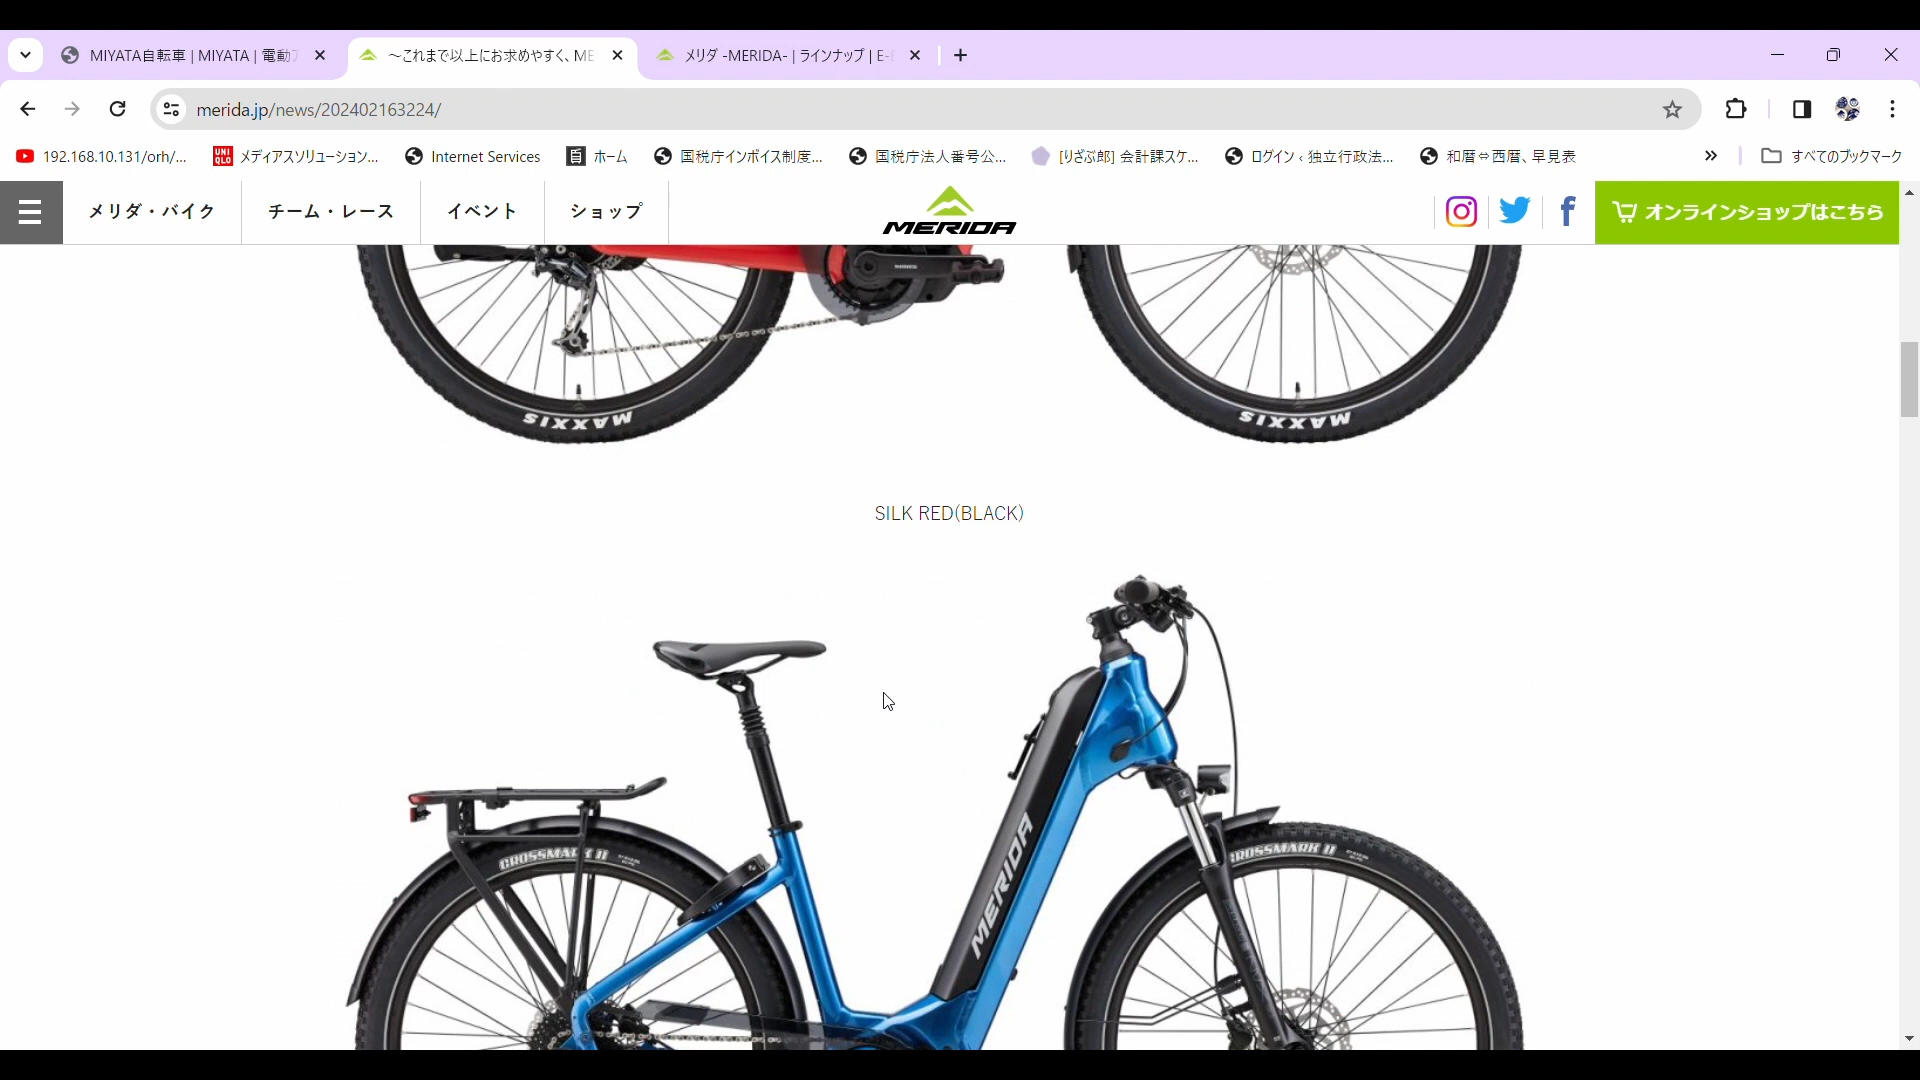 MIYATA自転車 | MIYATA | 電動ア
～これまで以上にお求めやすく、ME
メリダ -MERIDA- | ラインナップ | E-B
merida.jp/news/202402163224/
192.168.10.131/orh/...
UNI QLO
メディアスソリューション...
Internet Services
ホーム
国税庁インボイス制度...
国税庁法人番号公...
[りざぶ郎] 会計課スケ...
ログイン ‹ 独立行政法...
和暦⇔西暦、早見表
すべてのブックマーク
メリダ・バイク
チーム・レース
イベント
ショップ
MERIDA
オンラインショップはこちら
MAXXIS
MAXXIS
SILK RED(BLACK)
MERIDA
CROSSMARK II
CROSSMARK II